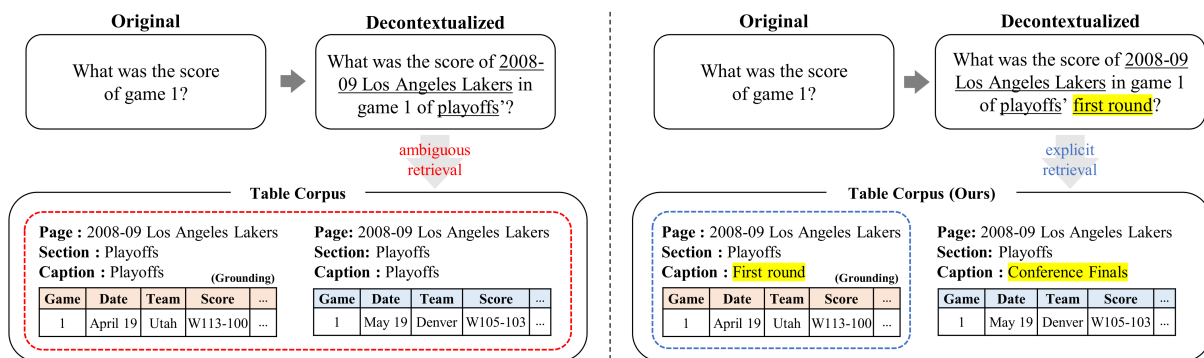 Original
What was the score
of game 1?
Decontextualized
What was the score of 2008-
09 Los Angeles Lakers in
game 1 of playoffs'?
ambiguous
retrieval
Table Corpus
Page : 2008-09 Los Angeles Lakers
Section : Playoffs
Caption : Playoffs
(Grounding)
Game Date Team Score ...
1 April 19 Utah W113-100 ...
Page: 2008-09 Los Angeles Lakers
Section: Playoffs
Caption : Playoffs
Game Date Team Score ...
1 May 19 Denver W105-103 ...
Original
What was the score
of game 1?
Decontextualized
What was the score of 2008-
09 Los Angeles Lakers in game 1
of playoffs' first round?
explicit
retrieval
Table Corpus (Ours)
Page : 2008-09 Los Angeles Lakers
Section : Playoffs
Caption : First round
(Grounding)
Game Date Team Score ...
1 April 19 Utah W113-100 ...
Page: 2008-09 Los Angeles Lakers
Section: Playoffs
Caption : Conference Finals
Game Date Team Score ...
1 May 19 Denver W105-103 ...